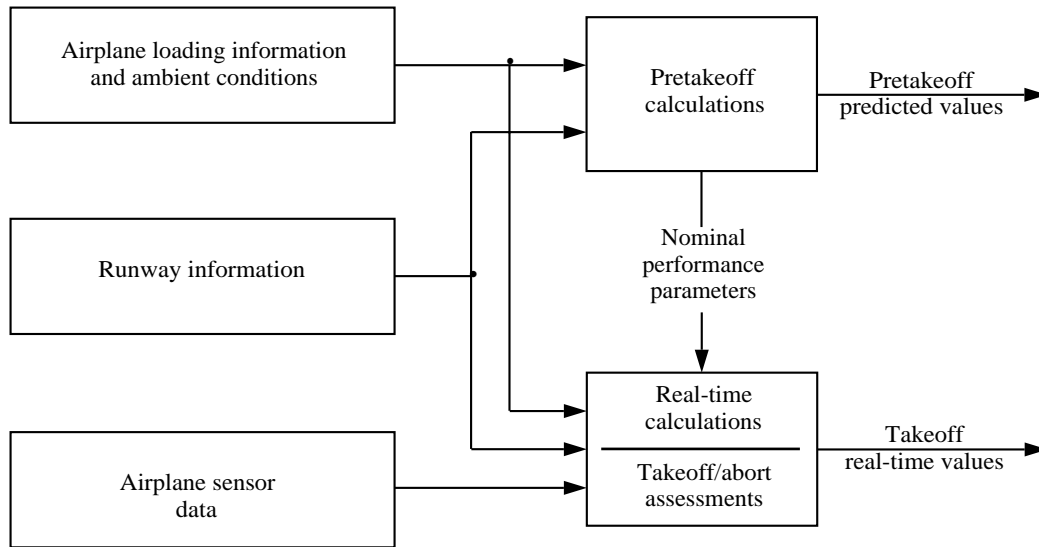 Airplane loading information
and ambient conditions
Pretakeoff
calculations
Pretakeoff
predicted values
Runway information
Nominal
performance
parameters
Airplane sensor
data
Real-time
calculations
Takeoff/abort
assessments
Takeoff
real-time values